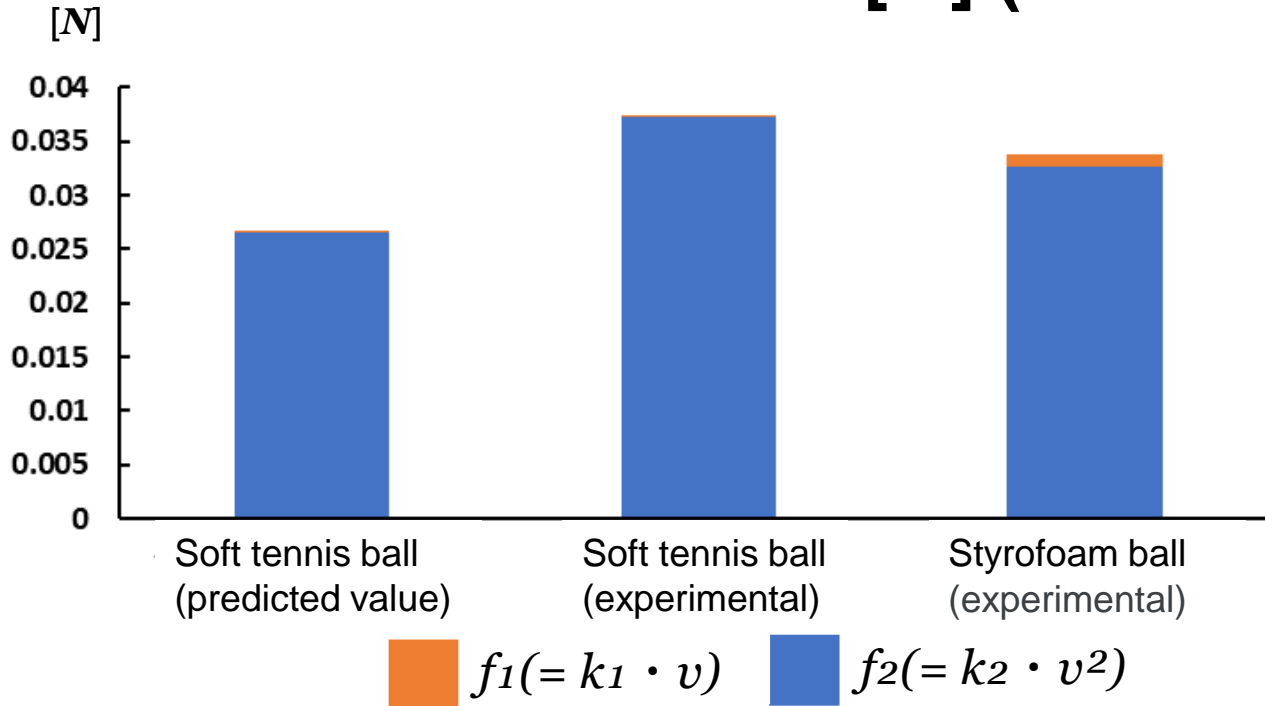 [N]
0.04
0.035
0.03
0.025
0.02
0.015
0.01
0.005
0
Soft tennis ball
(predicted value)
Soft tennis ball
(experimental)
Styrofoam ball
(experimental)
f1(= k1 · v)
f2(= k2 · v²)